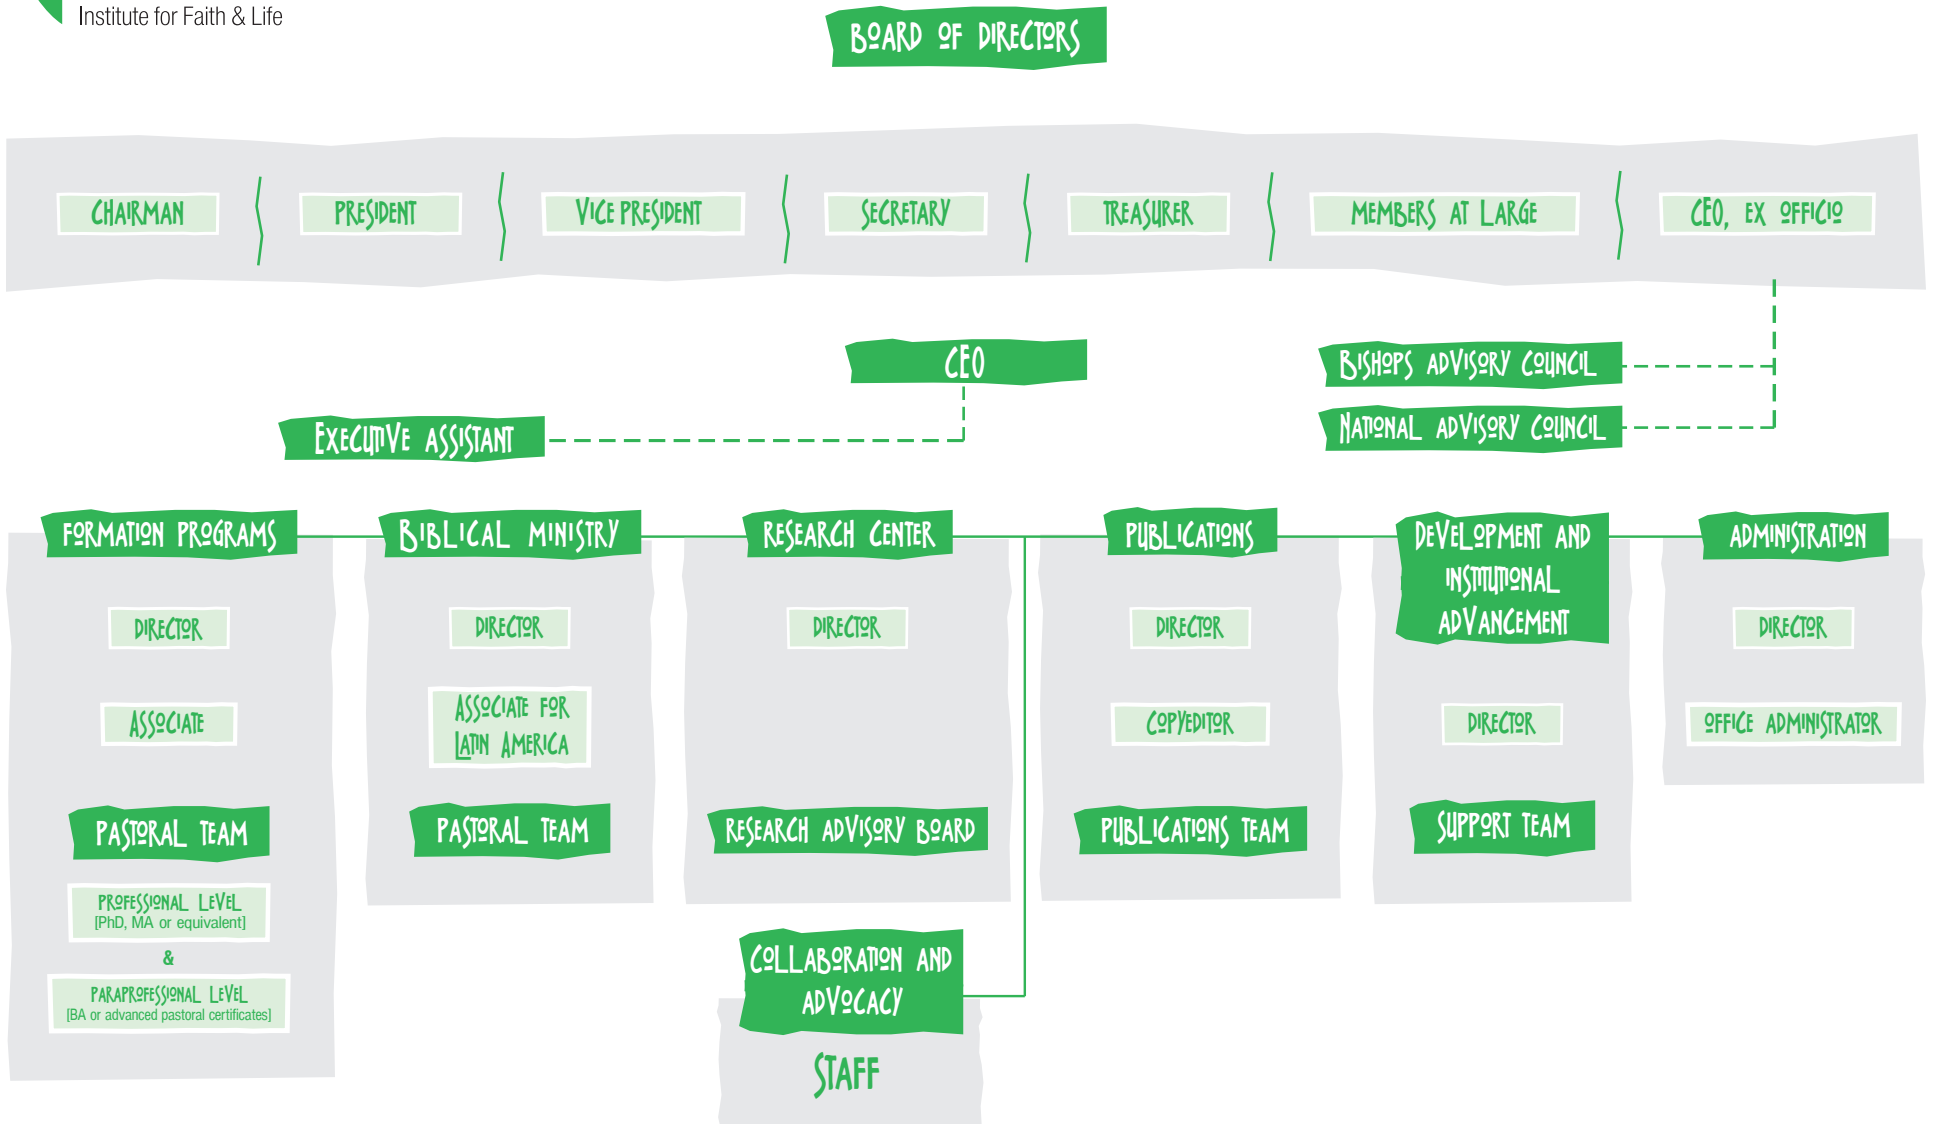 Institute for Faith & Life
BOARD OF DIRECTORS
CHAIRMAN
PRESIDENT
VICE PRESIDENT
SECRETARY
TREASURER
MEMBERS AT LARGE
CEO, EX OFFICIO
CEO
BISHOPS ADVISORY COUNCIL
NATIONAL ADVISORY COUNCIL
EXECUTIVE ASSISTANT
FORMATION PROGRAMS
DIRECTOR
ASSOCIATE
PASTORAL TEAM
PROFESSIONAL LEVEL
[PhD, MA or equivalent]
&
PARAPROFESSIONAL LEVEL
[BA or advanced pastoral certificates]
BIBLICAL MINISTRY
DIRECTOR
ASSOCIATE FOR
LATIN AMERICA
PASTORAL TEAM
RESEARCH CENTER
DIRECTOR
RESEARCH ADVISORY BOARD
COLLABORATION AND
ADVOCACY
STAFF
PUBLICATIONS
DIRECTOR
COPYEDITOR
PUBLICATIONS TEAM
DEVELOPMENT AND
INSTITUTIONAL
ADVANCEMENT
DIRECTOR
SUPPORT TEAM
ADMINISTRATION
DIRECTOR
OFFICE ADMINISTRATOR